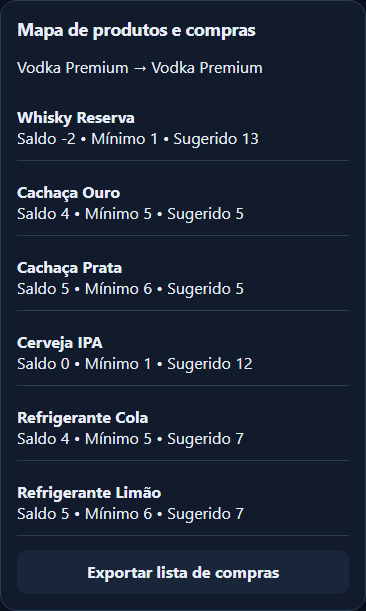 Mapa de produtos e compras
Vodka Premium → Vodka Premium
Whisky Reserva
Saldo -2 • Mínimo 1 • Sugerido 13
Cachaça Ouro
Saldo 4 • Mínimo 5 • Sugerido 5
Cachaça Prata
Saldo 5 • Mínimo 6 • Sugerido 5
Cerveja IPA
Saldo 0 • Mínimo 1 • Sugerido 12
Refrigerante Cola
Saldo 4 • Mínimo 5 • Sugerido 7
Refrigerante Limão
Saldo 5 • Mínimo 6 • Sugerido 7
Exportar lista de compras